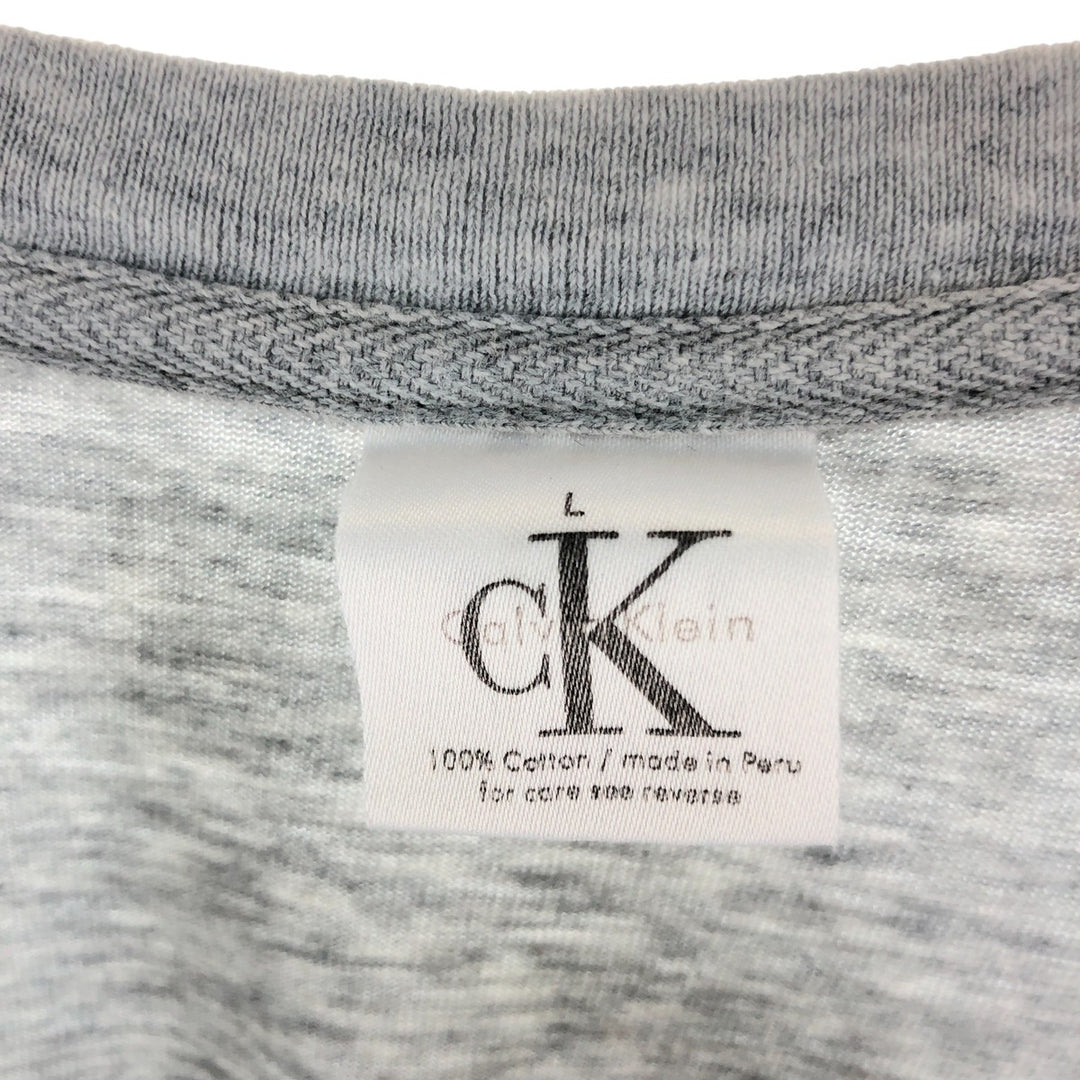 L
CK
Calvin Klein
100% Cotton / made in Peru
for care see reverse